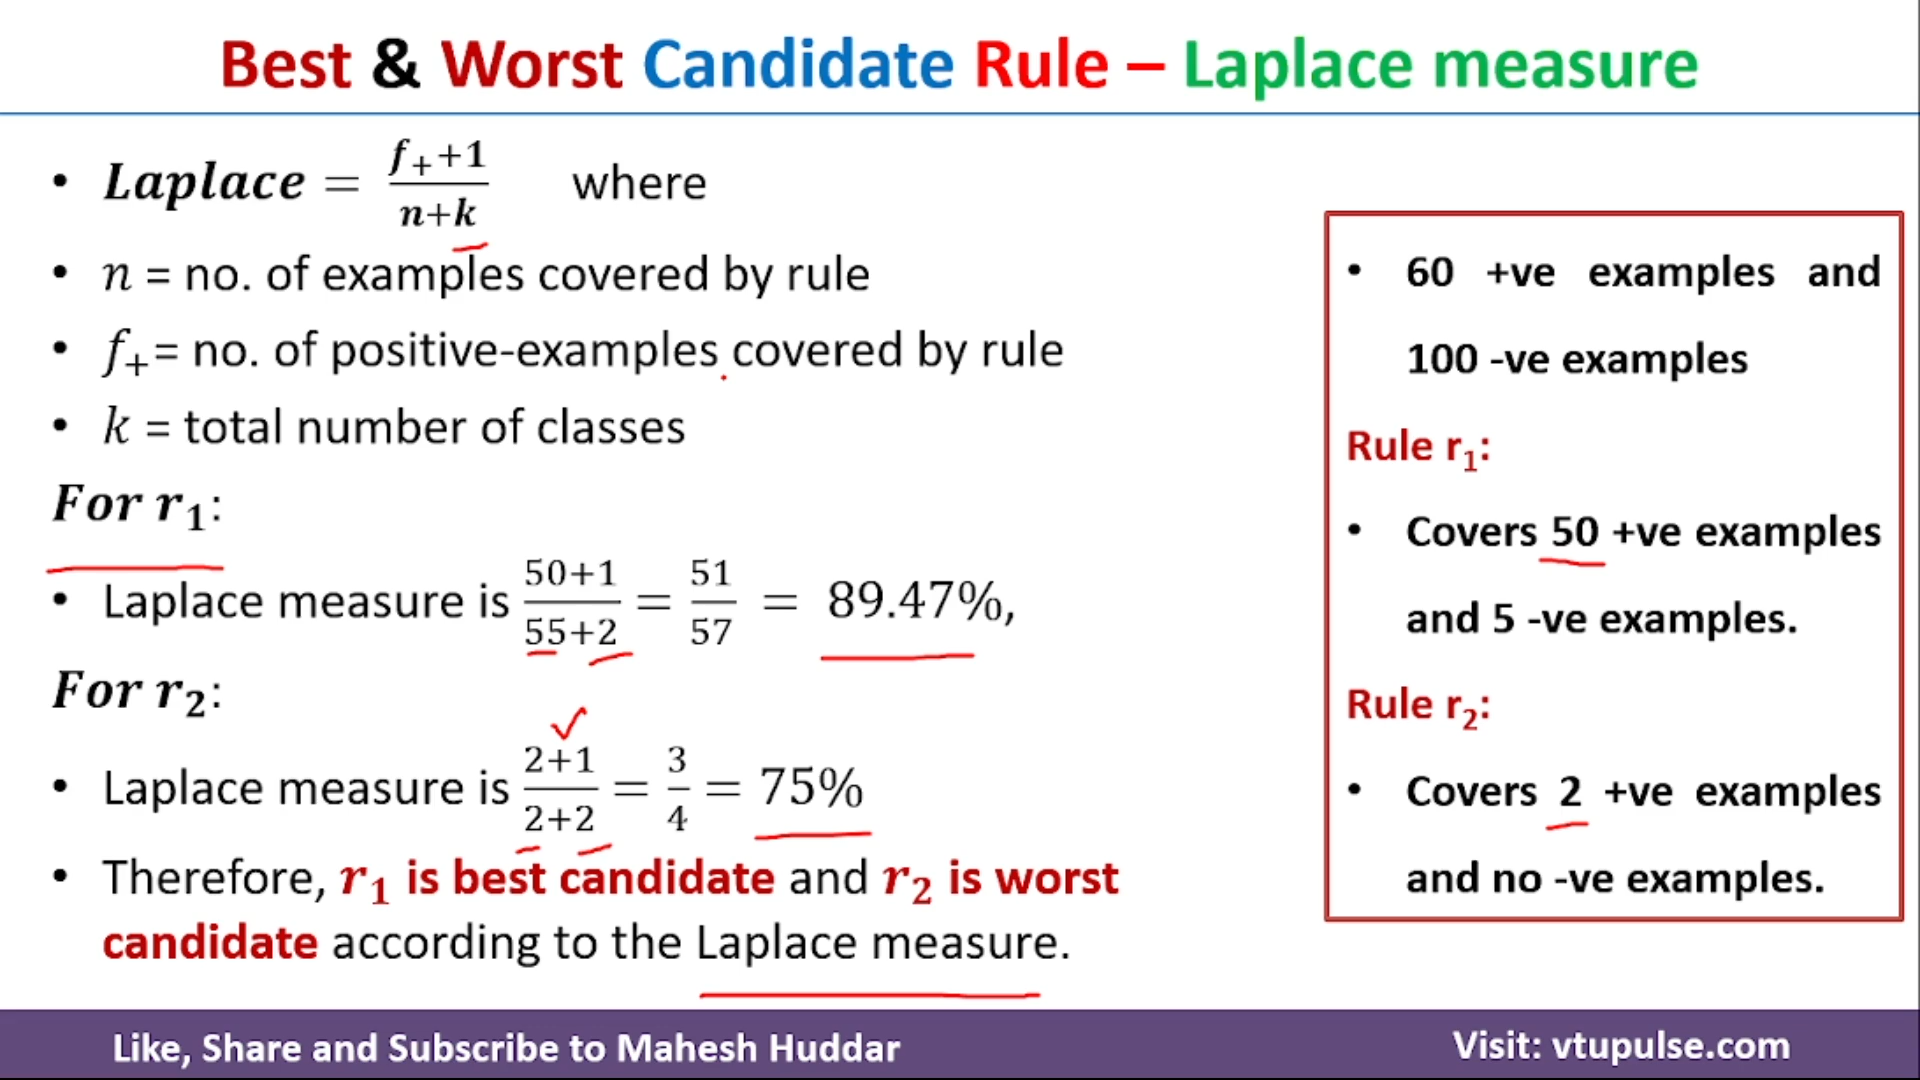 Best & Worst Candidate Rule – Laplace measure
• Laplace = f₊+1 / n+k where
• n = no. of examples covered by rule
• f₊= no. of positive-examples covered by rule
• k = total number of classes
For r₁:
• Laplace measure is 50+1 / 55+2 = 51 / 57 = 89.47%,
For r₂:
• Laplace measure is 2+1 / 2+2 = 3 / 4 = 75%
• Therefore, r₁ is best candidate and r₂ is worst
candidate according to the Laplace measure.
• 60 +ve examples and
100 -ve examples
Rule r₁:
• Covers 50 +ve examples
and 5 -ve examples.
Rule r₂:
• Covers 2 +ve examples
and no -ve examples.
Like, Share and Subscribe to Mahesh Huddar
Visit: vtupulse.com